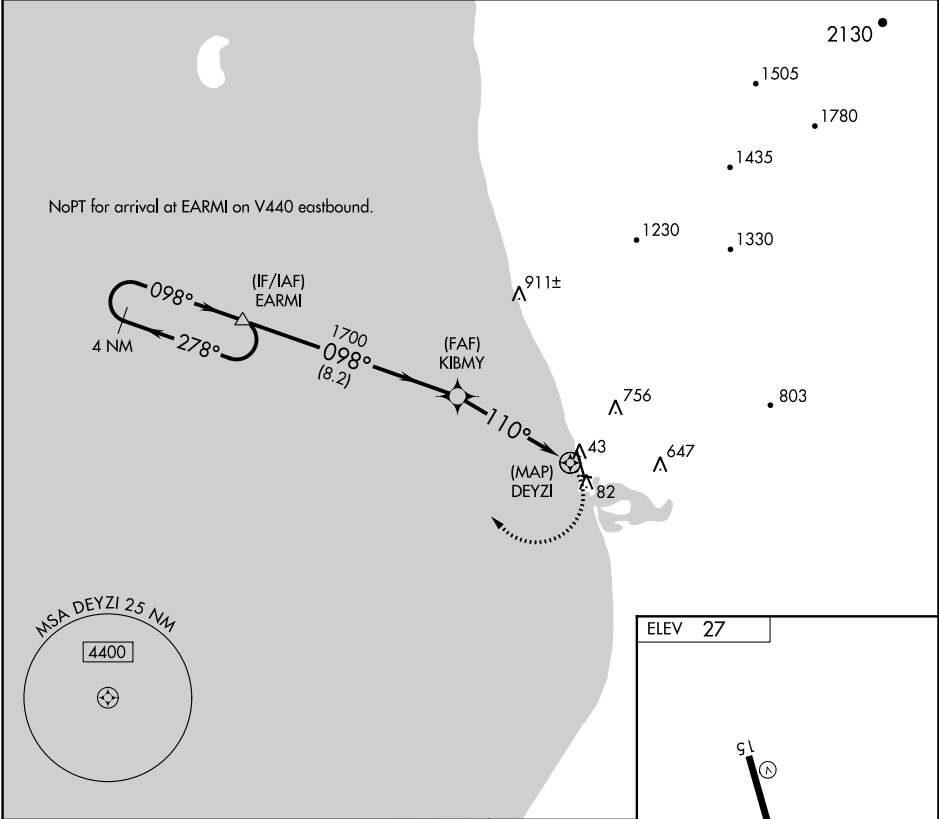 2130
1505
1780
1435
NoPT for arrival at EARMI on V440 eastbound.
1230
1330
911±
(IF/IAF)
EARMI
098°
4 NM
278°
1700
098°
(8.2)
(FAF)
KIBMY
756
803
110°
43
647
(MAP)
DEYZI
82
MSA DEYZI 25 NM
4400
ELEV 27
15
V